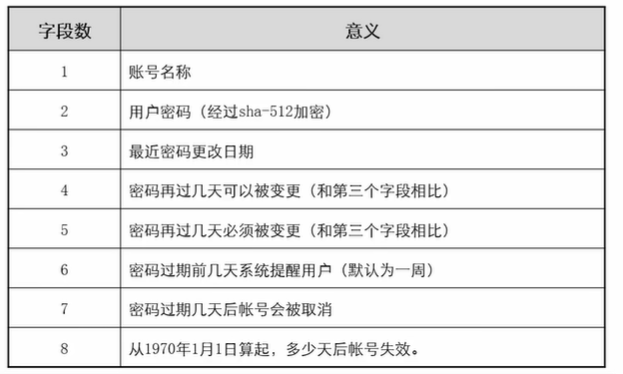 字段数 意义
1 账号名称
2 用户密码（经过sha-512加密）
3 最近密码更改日期
4 密码再过几天可以被变更（和第三个字段相比）
5 密码再过几天必须被变更（和第三个字段相比）
6 密码过期前几天系统提醒用户（默认为一周）
7 密码过期几天后帐号会被取消
8 从1970年1月1日算起，多少天后帐号失效。